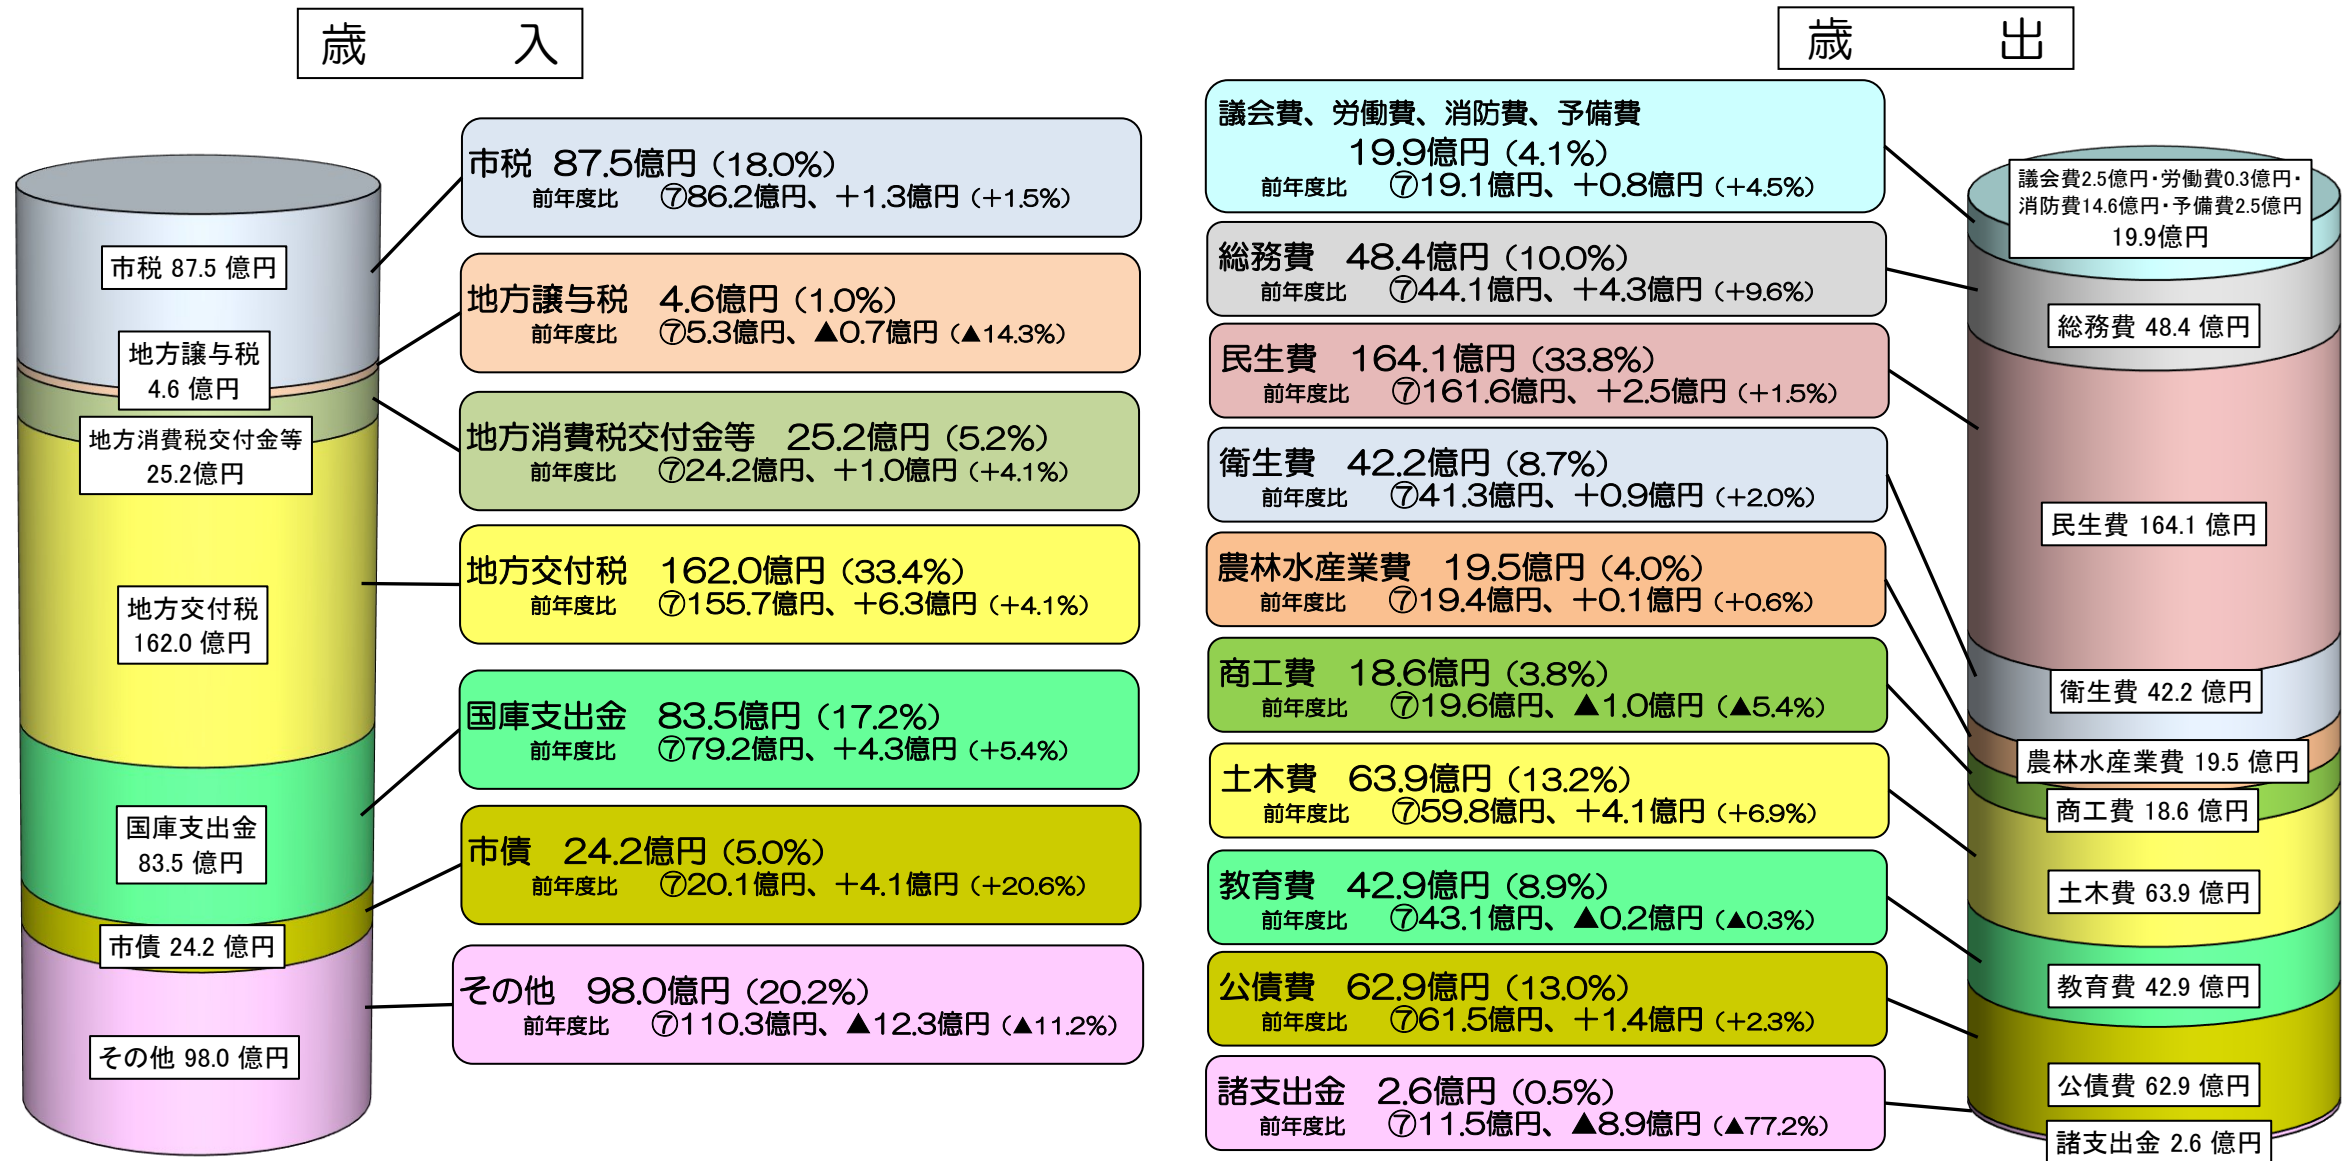 歳　入
市税 87.5 億円
地方譲与税
4.6 億円
地方消費税交付金等
25.2億円
地方交付税
162.0 億円
国庫支出金
83.5 億円
市債 24.2 億円
その他 98.0 億円
市税 87.5億円（18.0%）
前年度比 ⑦86.2億円、＋1.3億円（＋1.5%）
地方譲与税 4.6億円（1.0%）
前年度比 ⑦5.3億円、▲0.7億円（▲14.3%）
地方消費税交付金等 25.2億円（5.2%）
前年度比 ⑦24.2億円、＋1.0億円（＋4.1%）
地方交付税 162.0億円（33.4%）
前年度比 ⑦155.7億円、＋6.3億円（＋4.1%）
国庫支出金 83.5億円（17.2%）
前年度比 ⑦79.2億円、＋4.3億円（＋5.4%）
市債 24.2億円（5.0%）
前年度比 ⑦20.1億円、＋4.1億円（＋20.6%）
その他 98.0億円（20.2%）
前年度比 ⑦110.3億円、▲12.3億円（▲11.2%）
歳　出
議会費、労働費、消防費、予備費
19.9億円（4.1%）
前年度比 ⑦19.1億円、＋0.8億円（＋4.5%）
総務費 48.4億円（10.0%）
前年度比 ⑦44.1億円、＋4.3億円（＋9.6%）
民生費 164.1億円（33.8%）
前年度比 ⑦161.6億円、＋2.5億円（＋1.5%）
衛生費 42.2億円（8.7%）
前年度比 ⑦41.3億円、＋0.9億円（＋2.0%）
農林水産業費 19.5億円（4.0%）
前年度比 ⑦19.4億円、＋0.1億円（＋0.6%）
商工費 18.6億円（3.8%）
前年度比 ⑦19.6億円、▲1.0億円（▲5.4%）
土木費 63.9億円（13.2%）
前年度比 ⑦59.8億円、＋4.1億円（＋6.9%）
教育費 42.9億円（8.9%）
前年度比 ⑦43.1億円、▲0.2億円（▲0.3%）
公債費 62.9億円（13.0%）
前年度比 ⑦61.5億円、＋1.4億円（＋2.3%）
諸支出金 2.6億円（0.5%）
前年度比 ⑦11.5億円、▲8.9億円（▲77.2%）
議会費2.5億円・労働費0.3億円・
消防費14.6億円・予備費2.5億円
19.9億円
総務費 48.4 億円
民生費 164.1 億円
衛生費 42.2 億円
農林水産業費 19.5 億円
商工費 18.6 億円
土木費 63.9 億円
教育費 42.9 億円
公債費 62.9 億円
諸支出金 2.6 億円